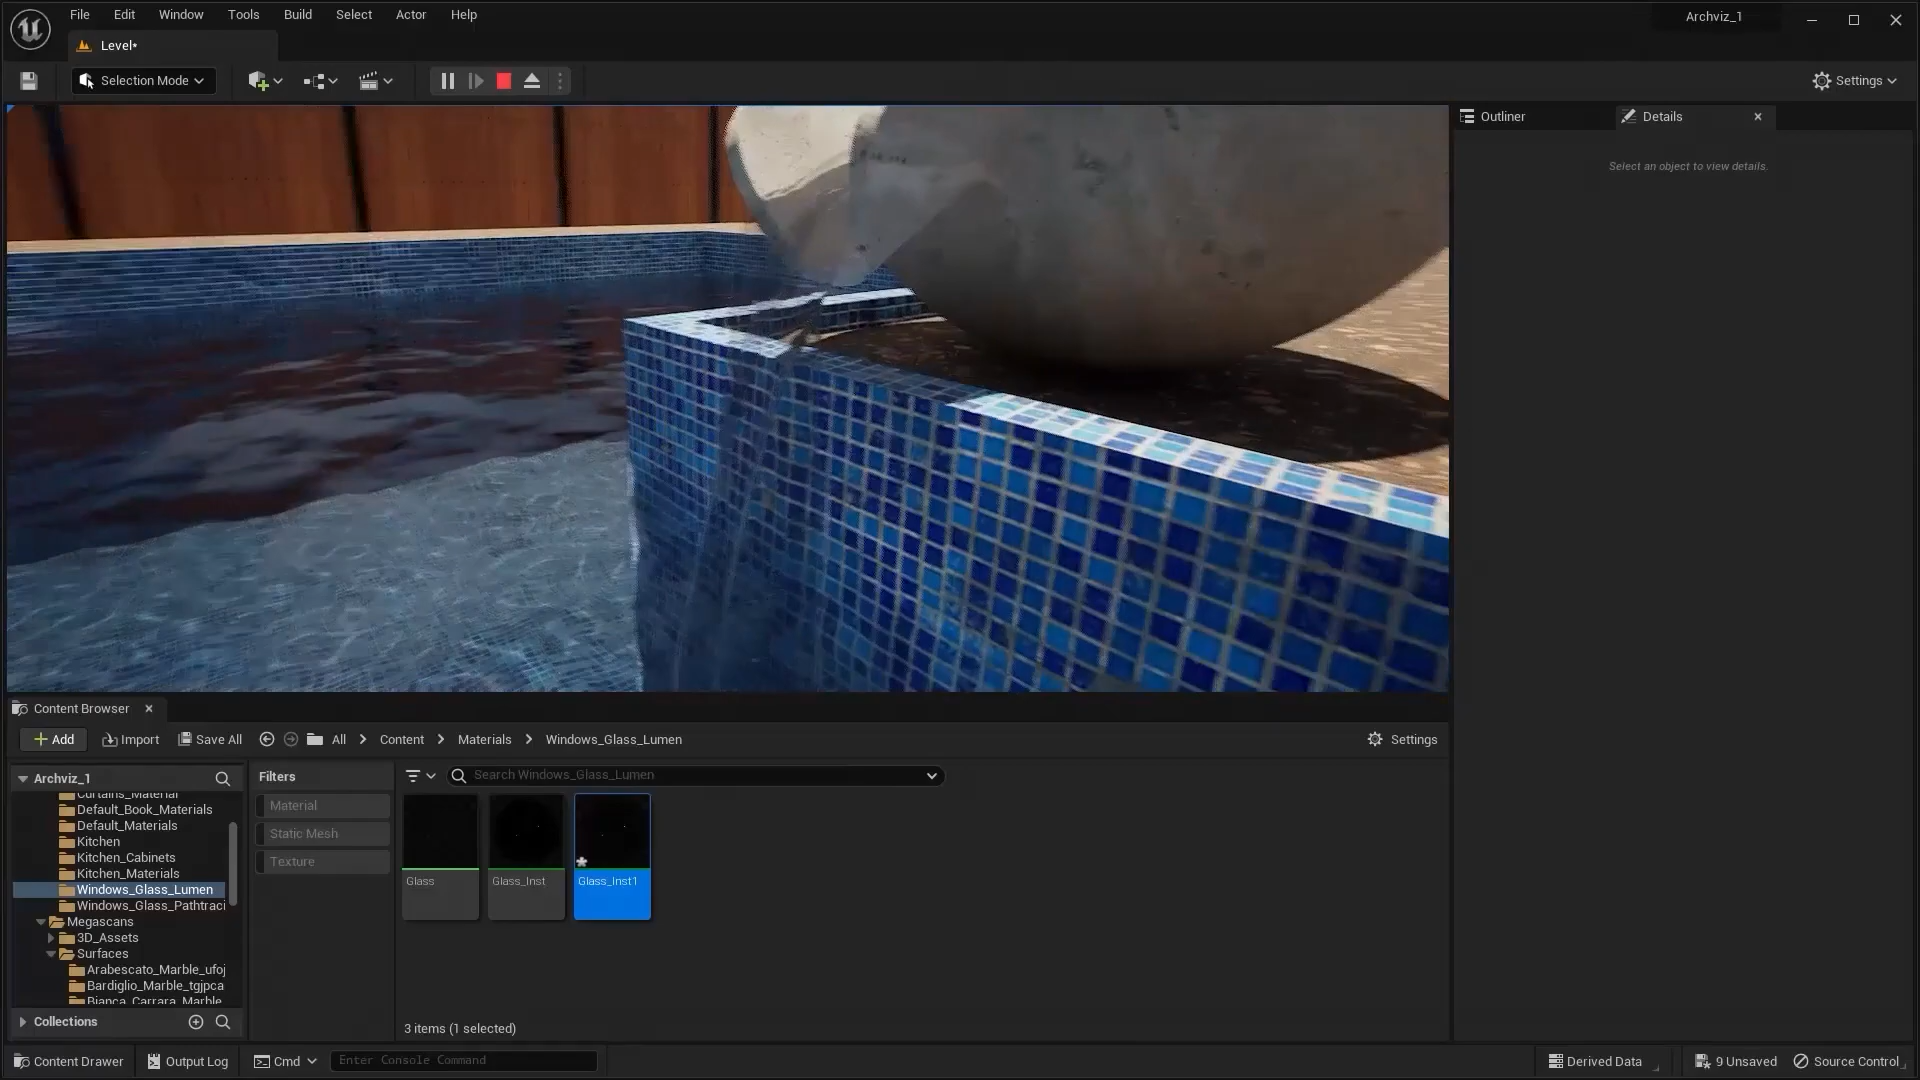 File Edit Window Tools Build Select Actor Help
Archviz_1
Level*
Selection Mode
Settings
Outliner
Details
Select an object to view details.
Content Browser
Add
Import
Save All
All
Content
Materials
Windows_Glass_Lumen
Settings
Archviz_1
Curtains_Material
Default_Book_Materials
Default_Materials
Kitchen
Kitchen_Cabinets
Kitchen_Materials
Windows_Glass_Lumen
Windows_Glass_Pathtraci
Megascans
3D_Assets
Surfaces
Arabescato_Marble_ufoj
Bardiglio_Marble_tgjpca
Bianca_Carrara_Marble
Collections
Filters
Material
Static Mesh
Texture
Search Windows_Glass_Lumen
Glass
Glass_Inst
Glass_Inst1
3 items (1 selected)
Content Drawer
Output Log
Cmd
Enter Console Command
Derived Data
9 Unsaved
Source Control